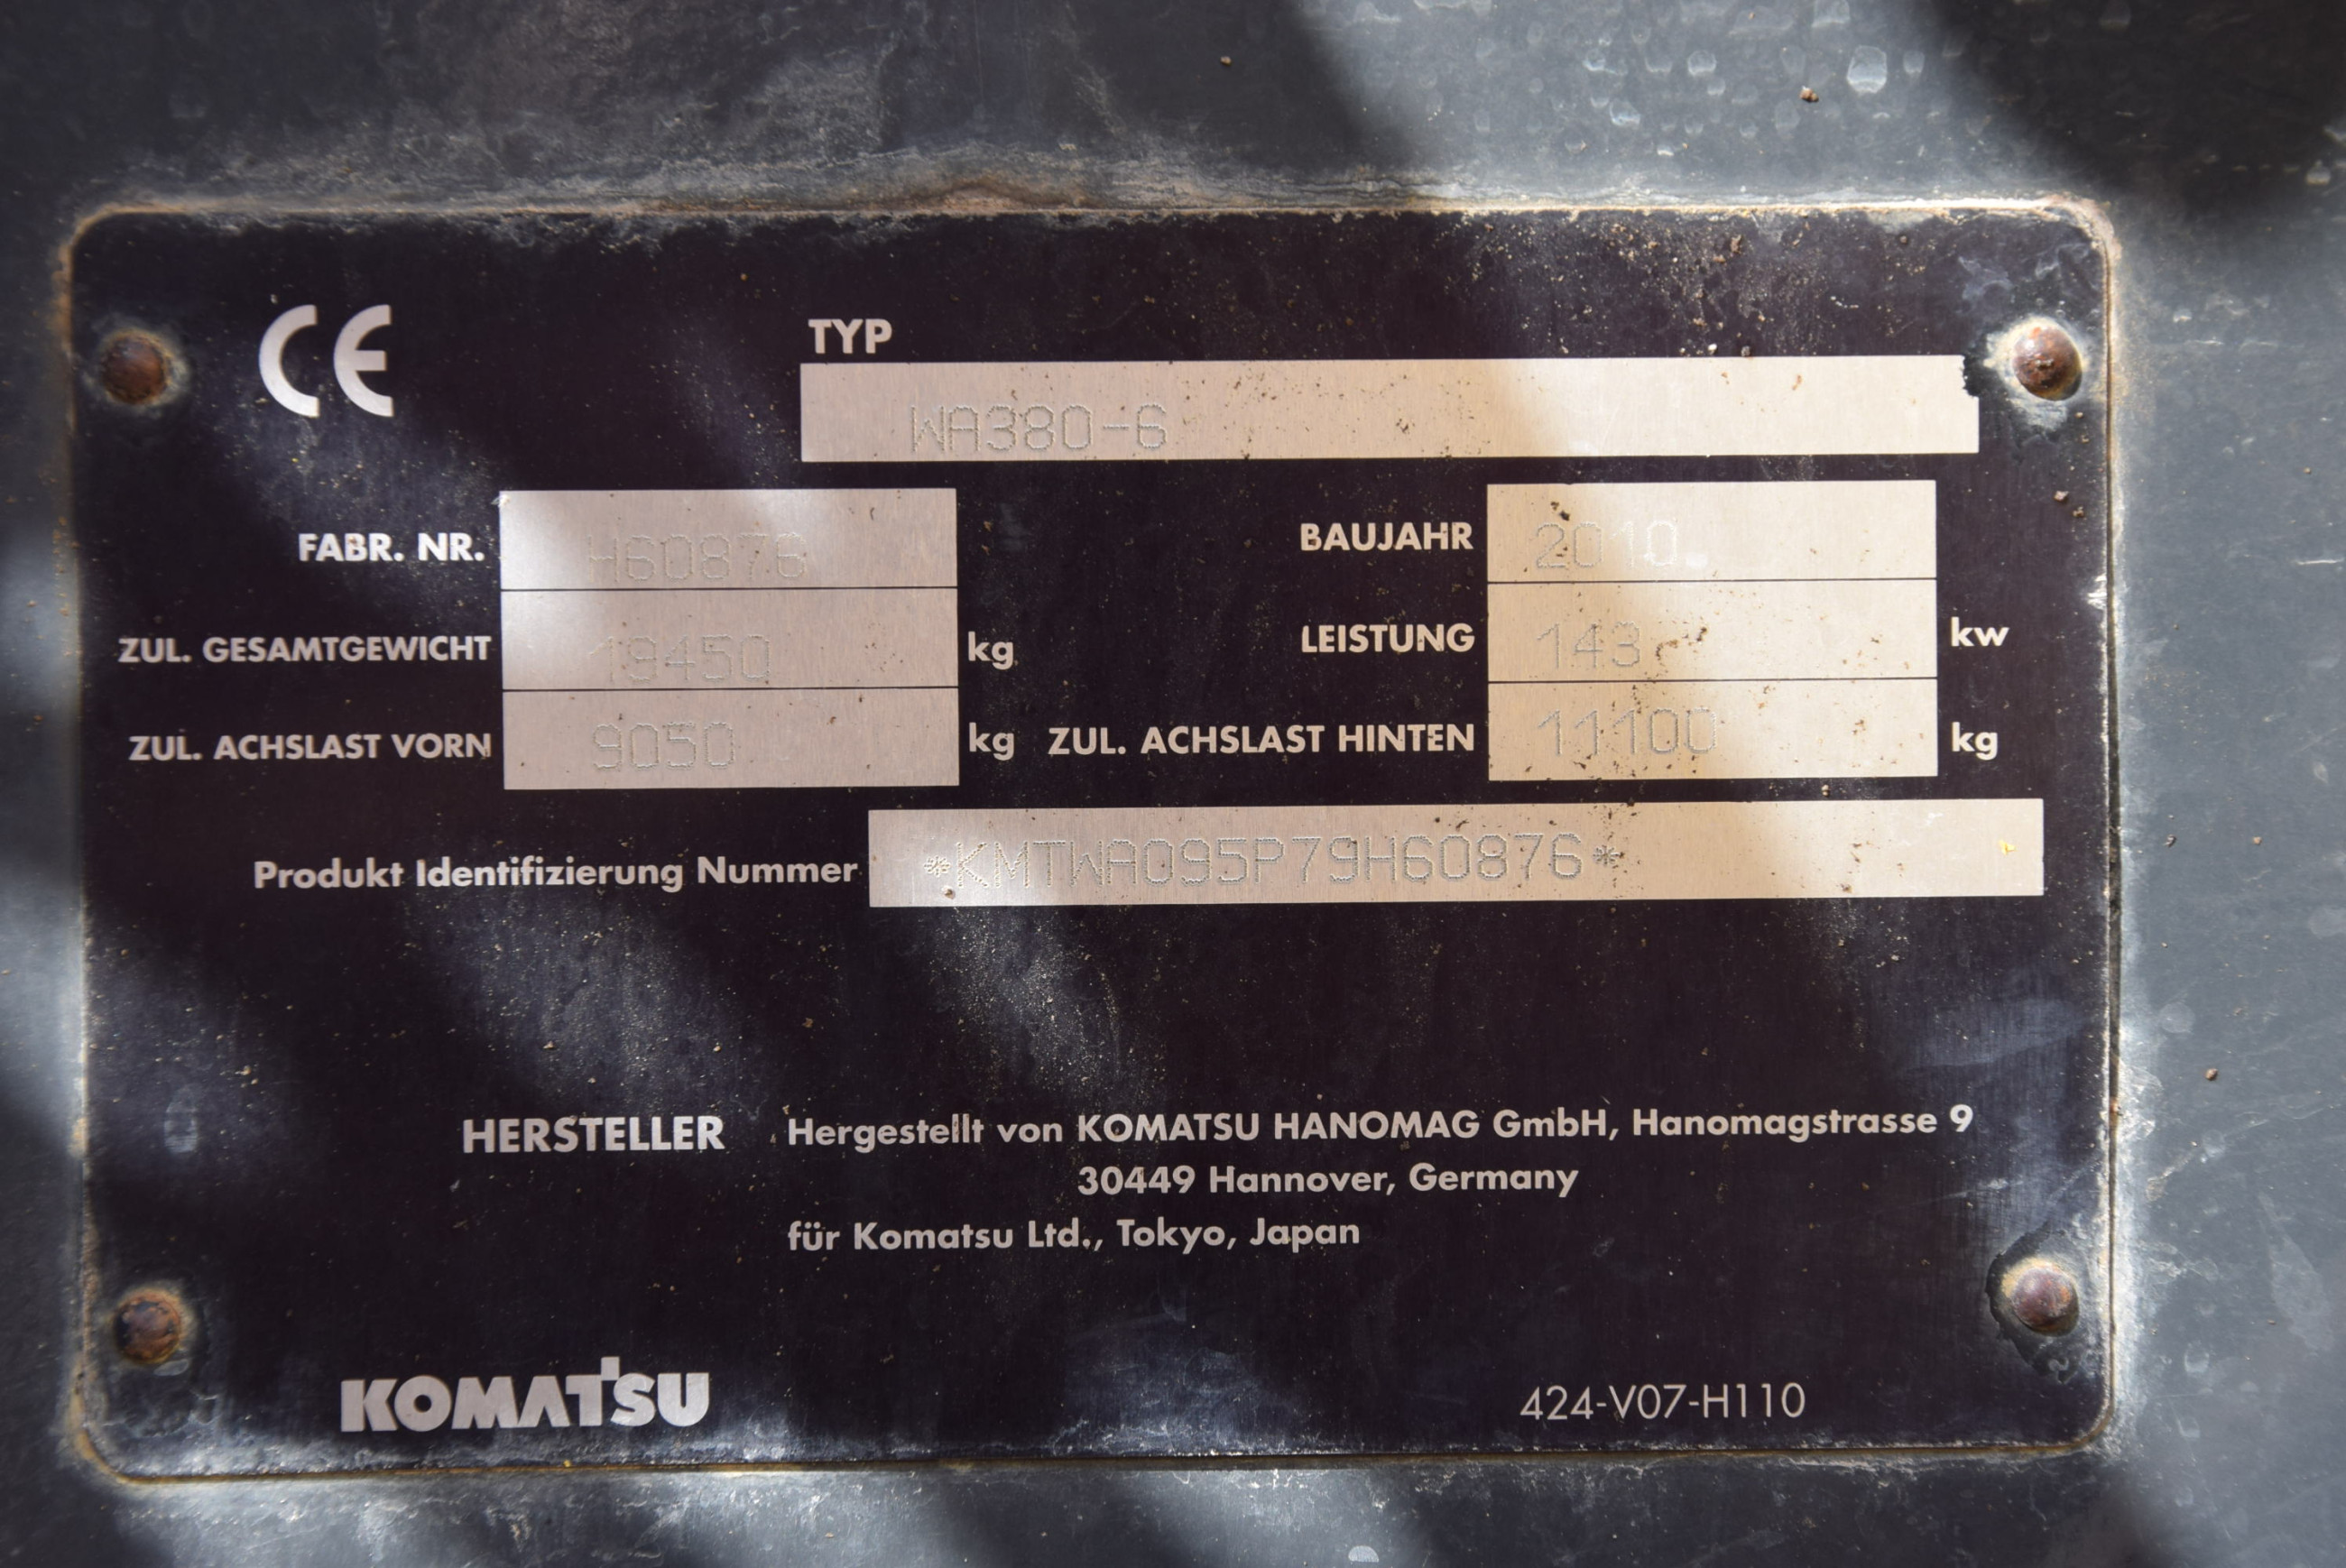 CE
TYP
WA380-6
FABR. NR. H60876 BAUJAHR 2010
ZUL. GESAMTGEWICHT 19450 kg LEISTUNG 143 kw
ZUL. ACHSLAST VORN 9050 kg ZUL. ACHSLAST HINTEN 11100 kg
Produkt Identifizierung Nummer *KMTWA095P79H60876*
HERSTELLER Hergestellt von KOMATSU HANOMAG GmbH, Hanomagstrasse 9
30449 Hannover, Germany
für Komatsu Ltd., Tokyo, Japan
KOMATSU 424-V07-H110